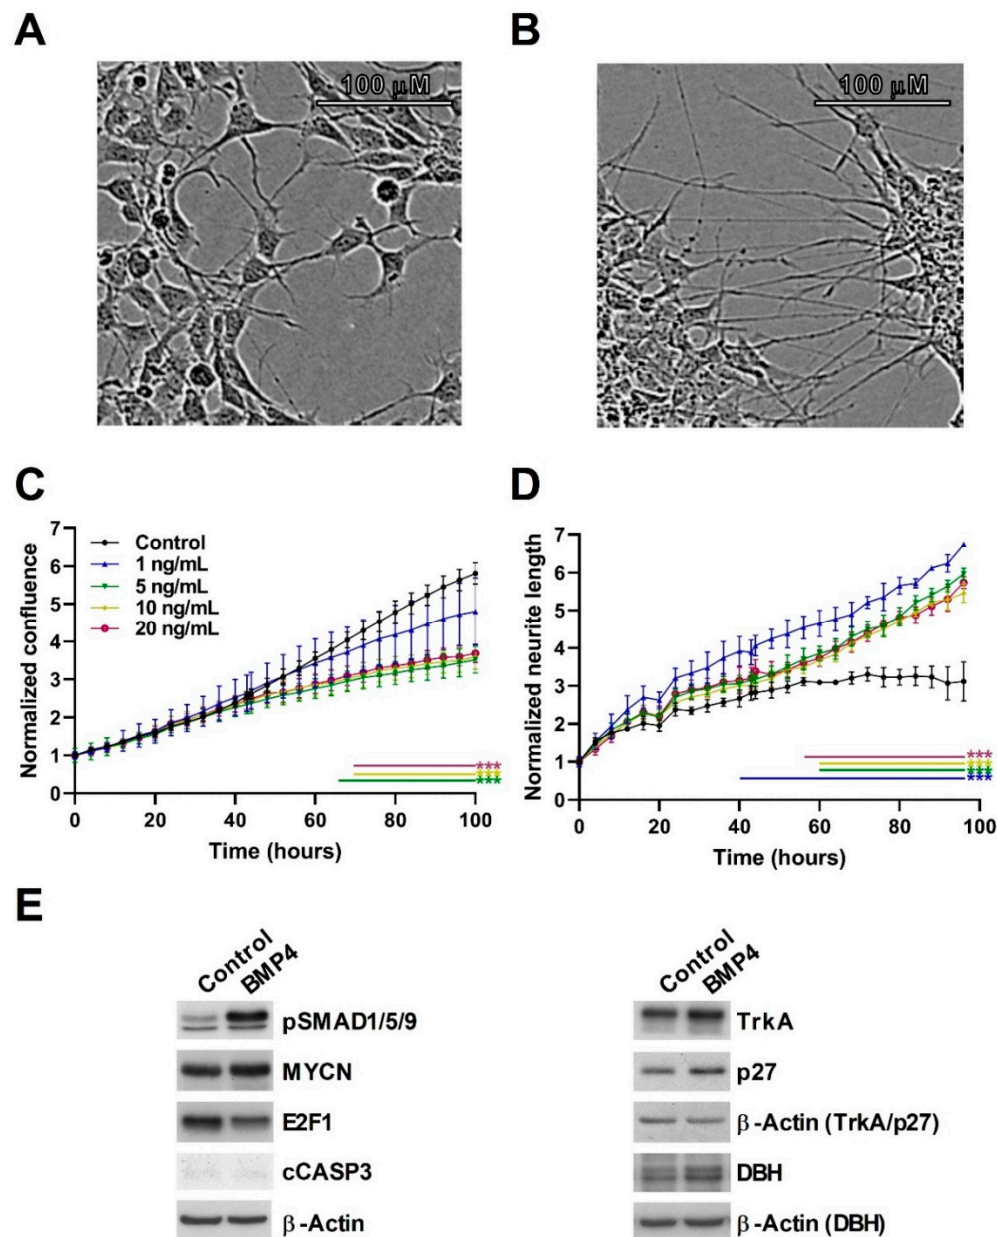 A
B
100 μM
100 μM
C
D
Normalized confluence
7
6
5
4
3
2
1
0
Control
1 ng/mL
5 ng/mL
10 ng/mL
20 ng/mL
***
***
***
0
20
40
60
80
100
Time (hours)
Normalized neurite length
7
6
5
4
3
2
1
0
***
***
***
***
0
20
40
60
80
100
Time (hours)
E
Control
BMP4
pSMAD1/5/9
MYCN
E2F1
cCASP3
β-Actin
Control
BMP4
TrkA
p27
β-Actin (TrkA/p27)
DBH
β-Actin (DBH)